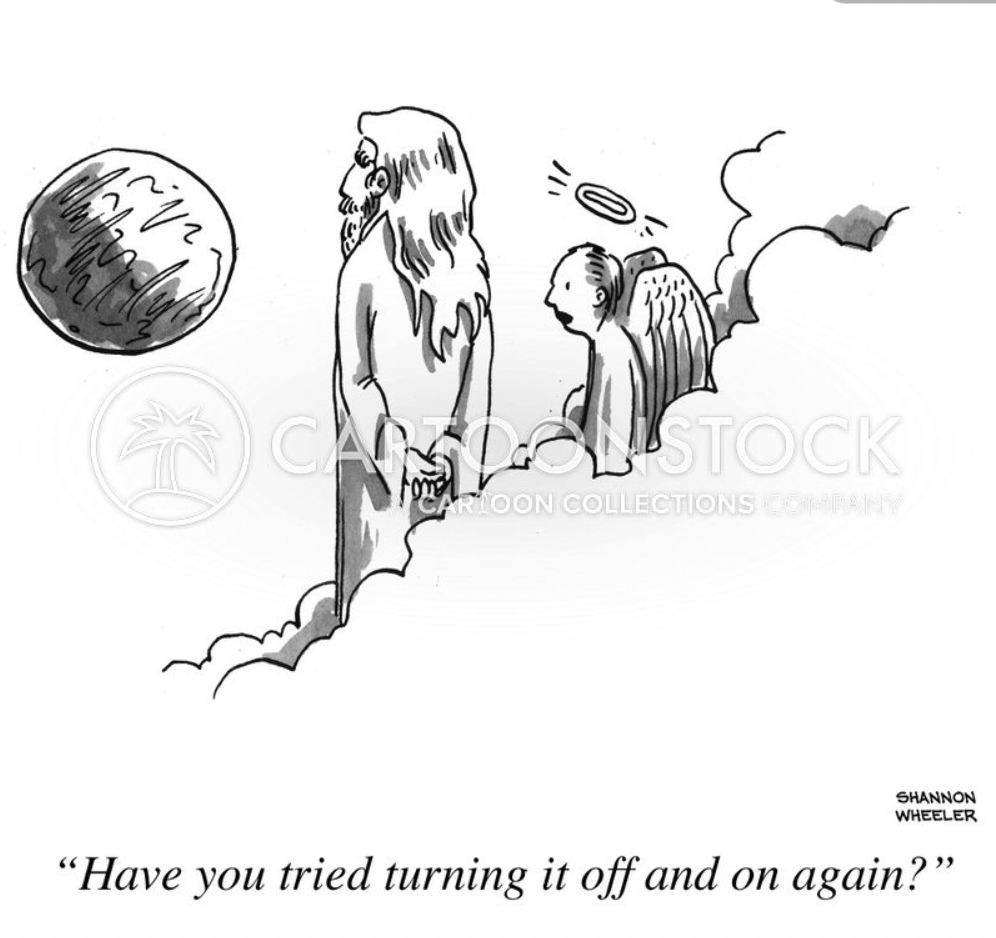 CARTOONSTOCK
A CARTOON COLLECTIONS COMPANY
SHANNON
WHEELER
“Have you tried turning it off and on again?”